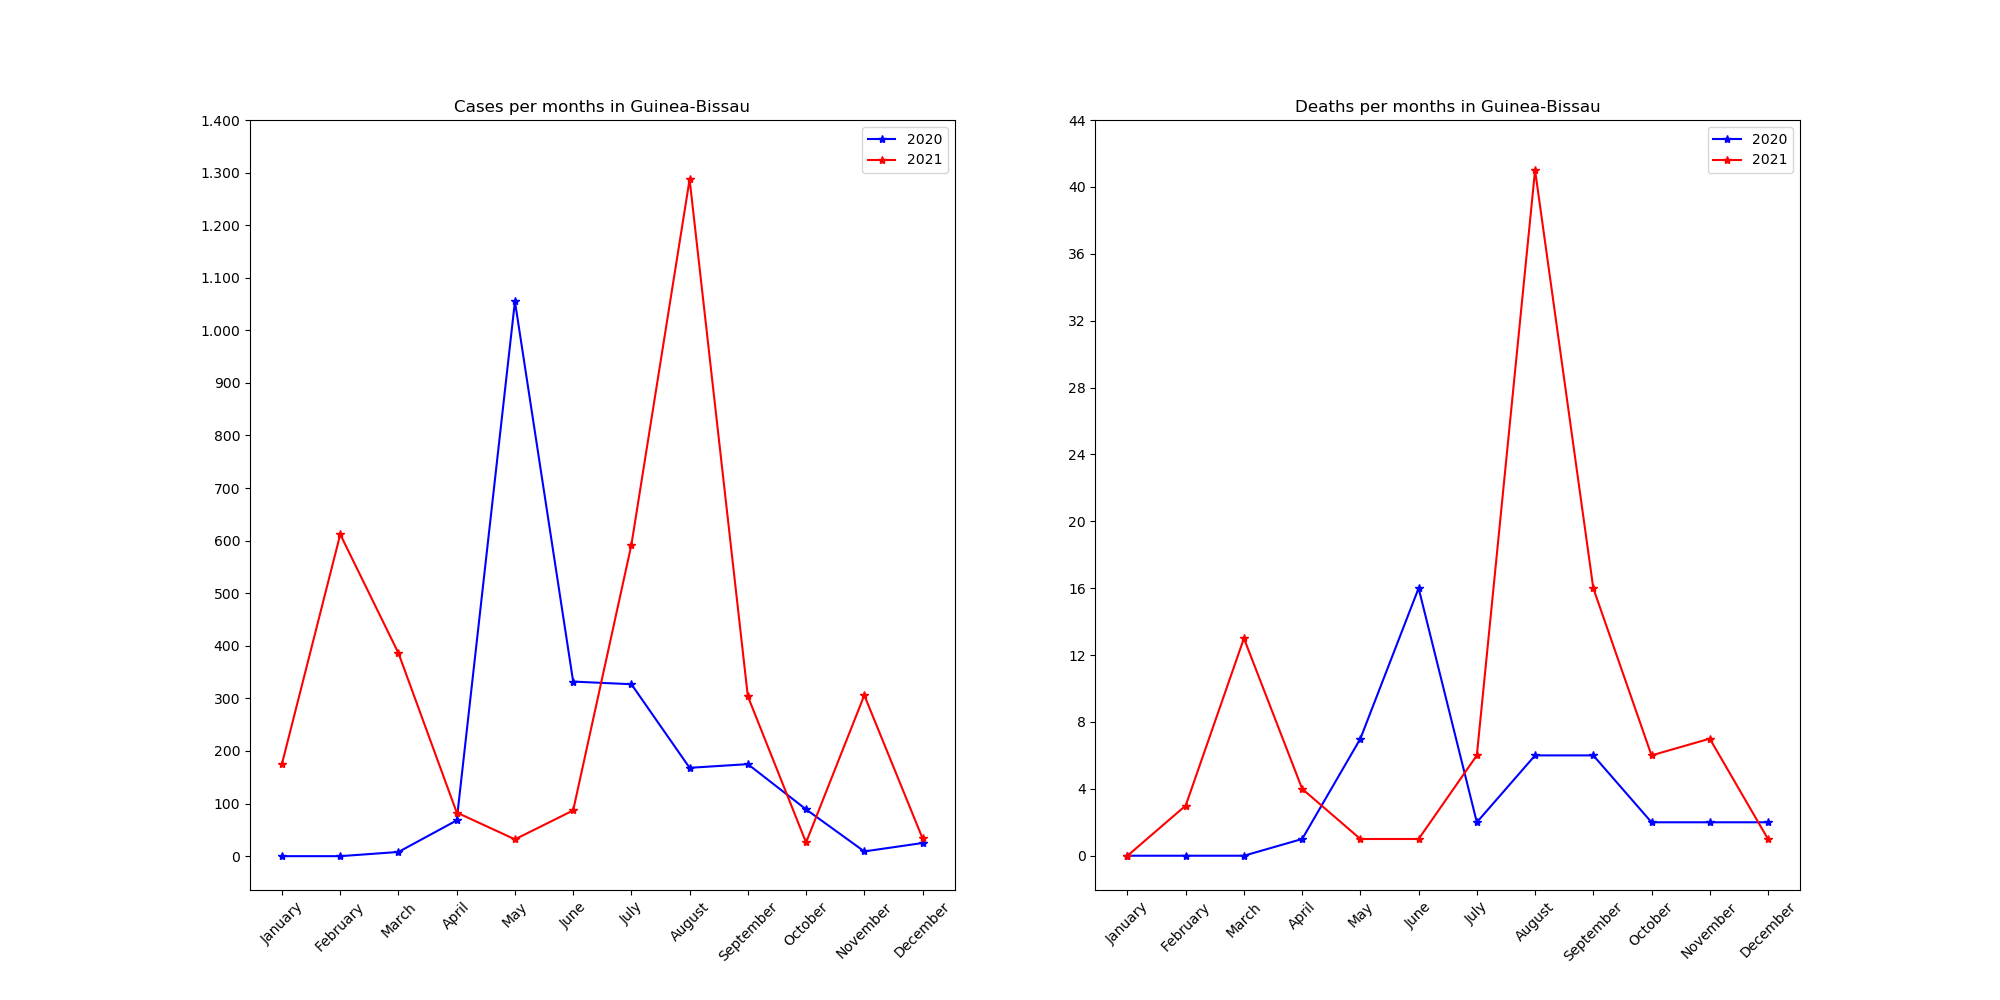 Cases per months in Guinea-Bissau
1.400
1.300
1.200
1.100
1.000
900
800
700
600
500
400
300
200
100
0
2020
2021
January
February
March
April
May
June
July
August
September
October
November
December
Deaths per months in Guinea-Bissau
44
40
36
32
28
24
20
16
12
8
4
0
2020
2021
January
February
March
April
May
June
July
August
September
October
November
December